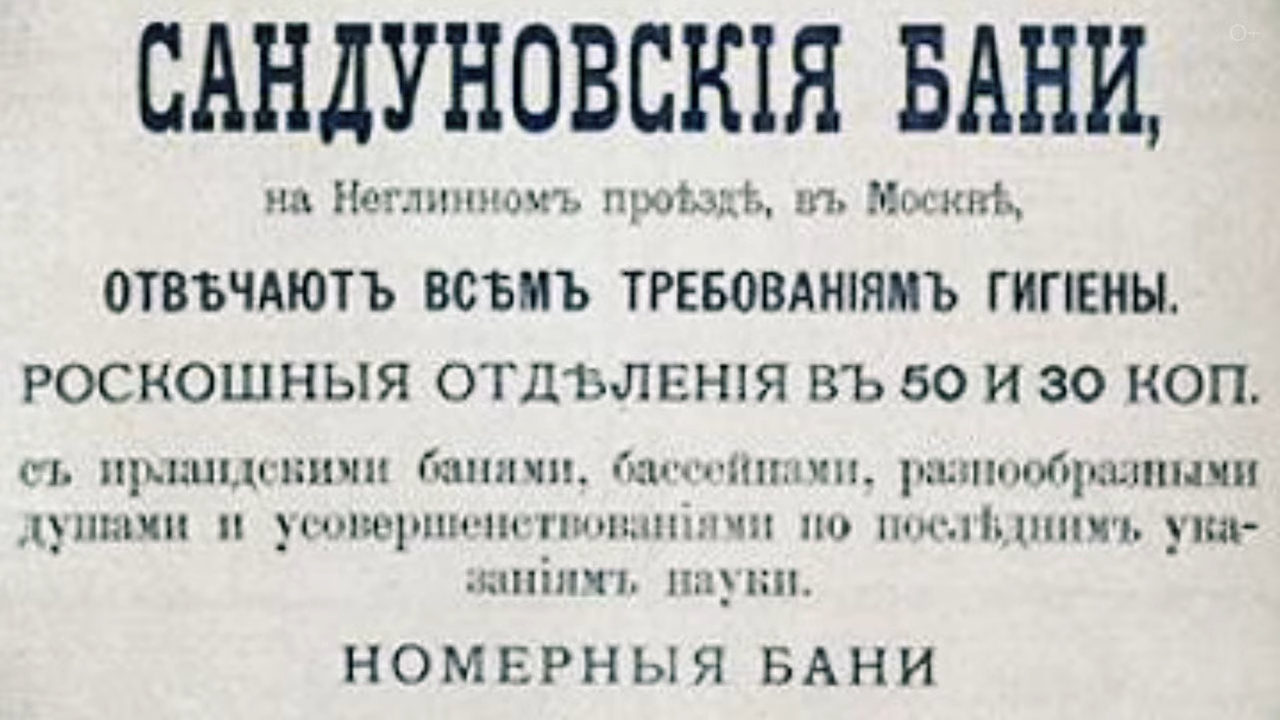 О+
САНДУНОВСКІЯ БАНИ,
на Неглинномъ проѣздѣ, въ Москвѣ,
ОТВѢЧАЮТЪ ВСѢМЪ ТРЕБОВАНІЯМЪ ГИГІЕНЫ.
РОСКОШНЫЯ ОТДѢЛЕНІЯ ВЪ 50 И 30 КОП.
съ ирландскими банями, бассейнами, разнообразными
душами и усовершенствованіями по послѣднимъ ука-
заніямъ науки.
НОМЕРНЫЯ БАНИ